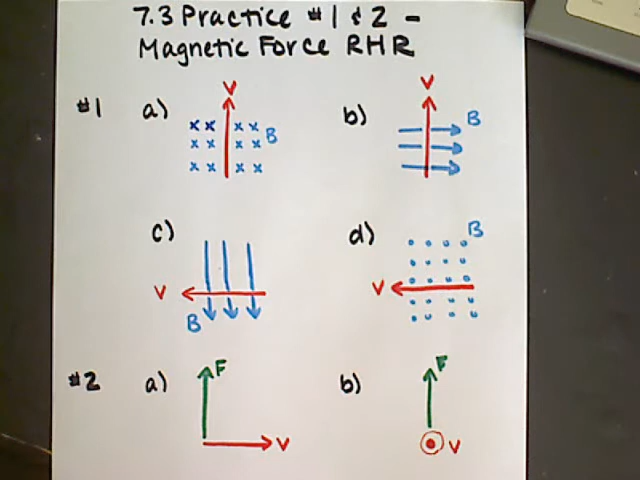 7.3 Practice #1 & 2 -
Magnetic Force RHR
#1 a) V B
b) V B
c) V B
d) V B
#2 a) F V
b) F V